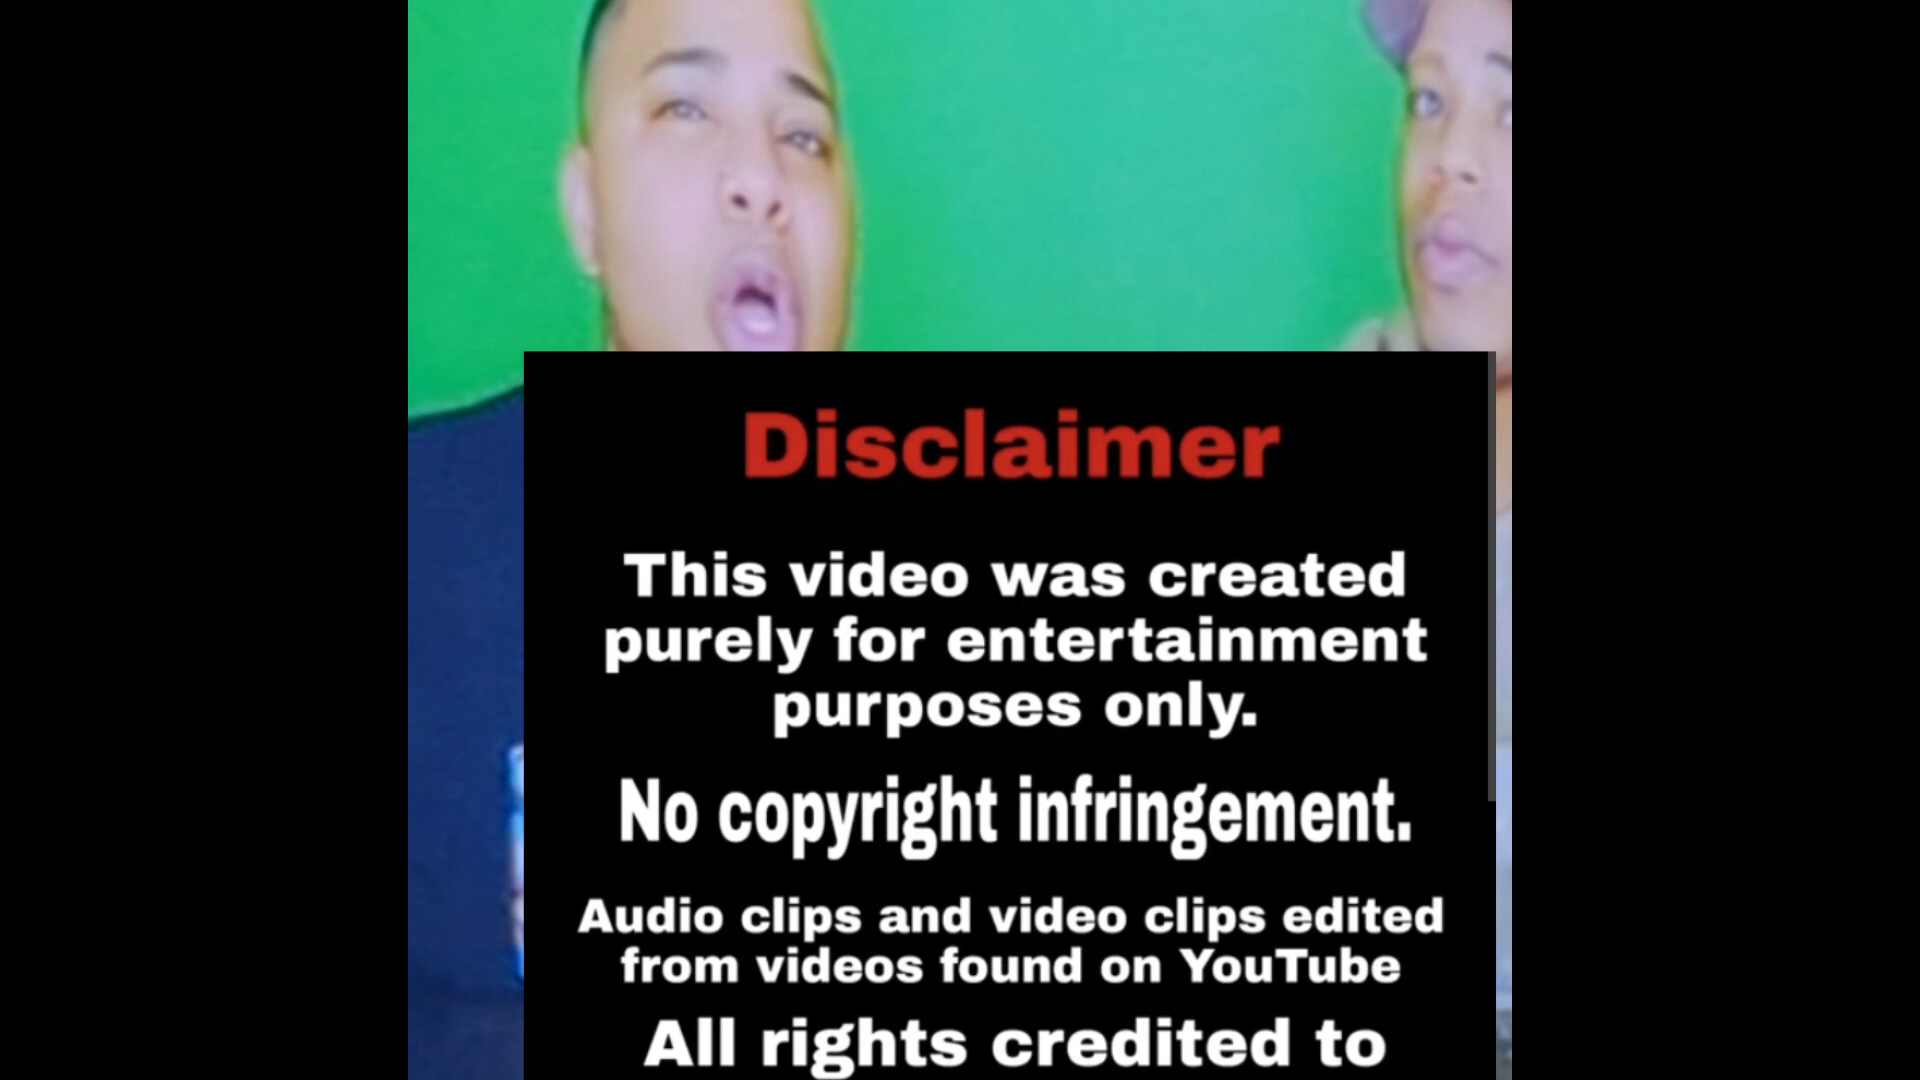 Disclaimer
This video was created
purely for entertainment
purposes only.
No copyright infringement.
Audio clips and video clips edited
from videos found on YouTube
All rights credited to